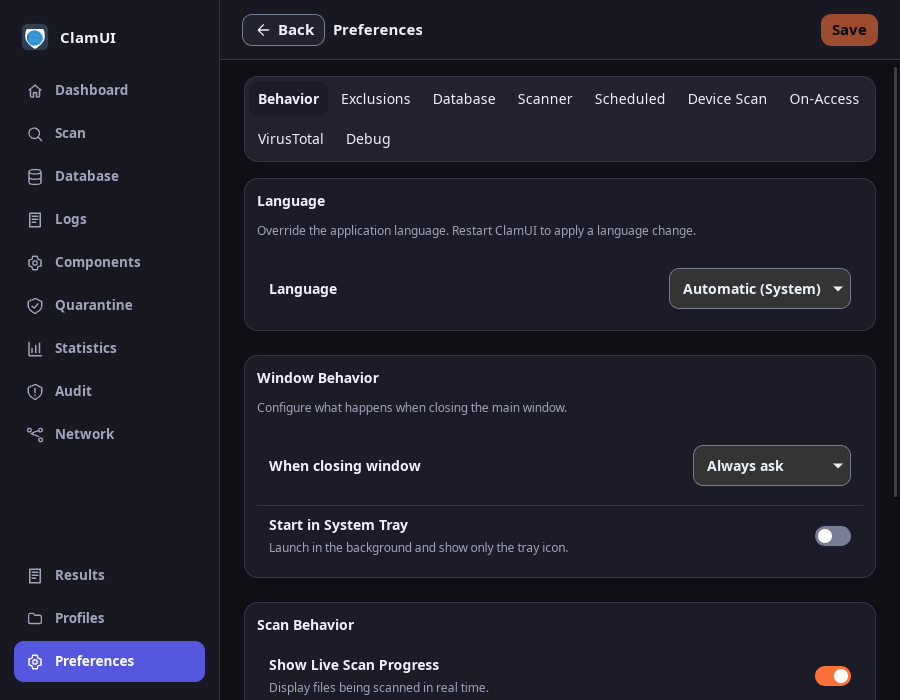 ClamUI
Dashboard
Scan
Database
Logs
Components
Quarantine
Statistics
Audit
Network
Results
Profiles
Preferences
Back
Preferences
Save
Behavior
Exclusions
Database
Scanner
Scheduled
Device Scan
On-Access
VirusTotal
Debug
Language
Override the application language. Restart ClamUI to apply a language change.
Language
Automatic (System)
Window Behavior
Configure what happens when closing the main window.
When closing window
Always ask
Start in System Tray
Launch in the background and show only the tray icon.
Scan Behavior
Show Live Scan Progress
Display files being scanned in real time.